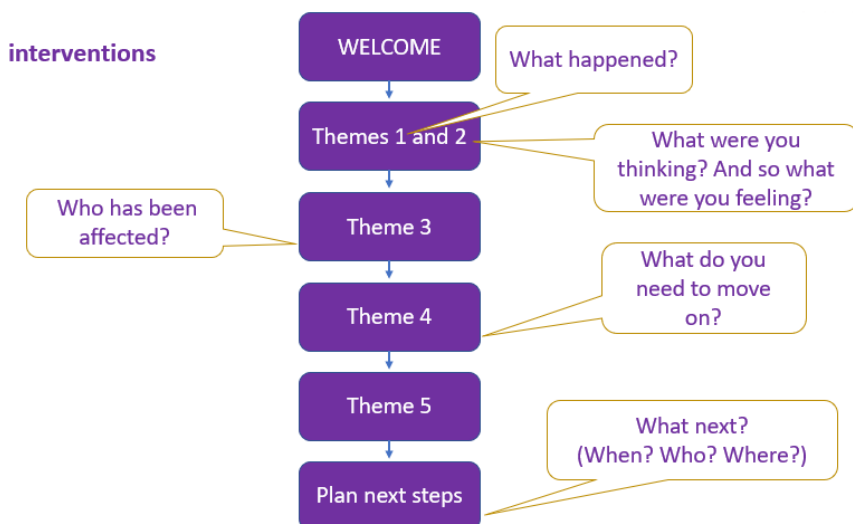 interventions
WELCOME
What happened?
Themes 1 and 2
What were you
thinking? And so what
were you feeling?
Who has been
affected?
Theme 3
What do you
need to move
on?
Theme 4
Theme 5
What next?
(When? Who? Where?)
Plan next steps